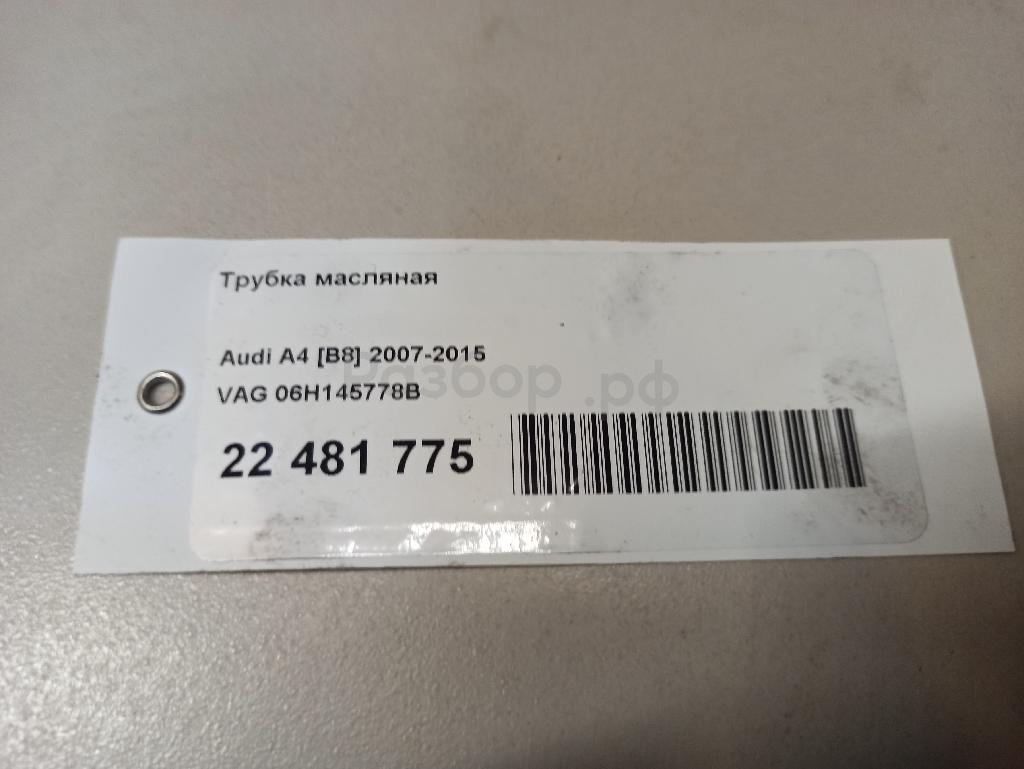 Трубка масляная
Audi A4 [B8] 2007-2015
Разбор.рф
VAG 06H145778B
22 481 775